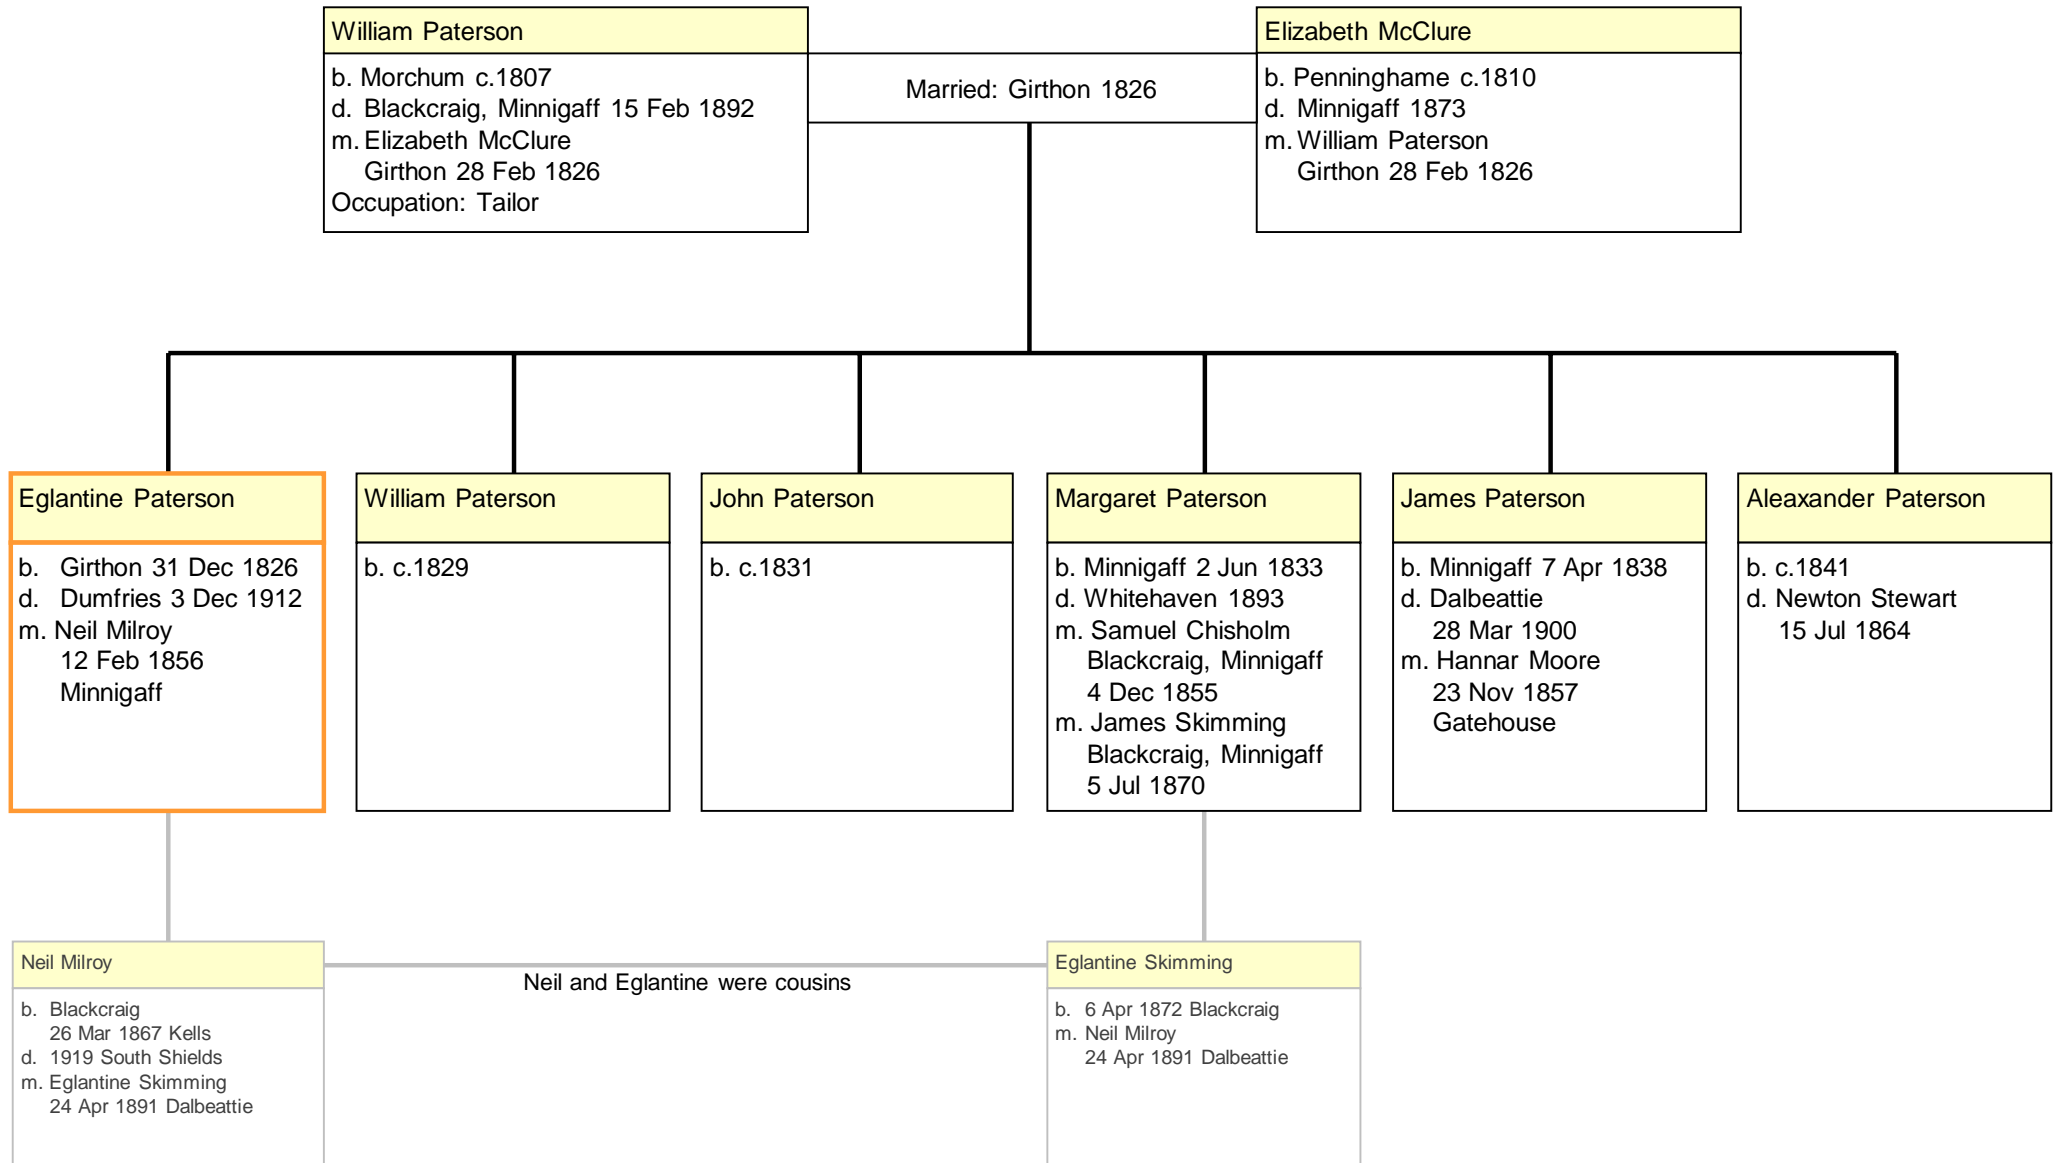 William Paterson
b. Morchum c.1807
d. Blackcraig, Minnigaff 15 Feb 1892
m. Elizabeth McClure
Girthon 28 Feb 1826
Occupation: Tailor
Married: Girthon 1826
Elizabeth McClure
b. Penninghame c.1810
d. Minnigaff 1873
m. William Paterson
Girthon 28 Feb 1826
Eglantine Paterson
b. Girthon 31 Dec 1826
d. Dumfries 3 Dec 1912
m. Neil Milroy
12 Feb 1856
Minnigaff
William Paterson
b. c.1829
John Paterson
b. c.1831
Margaret Paterson
b. Minnigaff 2 Jun 1833
d. Whitehaven 1893
m. Samuel Chisholm
Blackcraig, Minnigaff
4 Dec 1855
m. James Skimming
Blackcraig, Minnigaff
5 Jul 1870
James Paterson
b. Minnigaff 7 Apr 1838
d. Dalbeattie
28 Mar 1900
m. Hannar Moore
23 Nov 1857
Gatehouse
Aleaxander Paterson
b. c.1841
d. Newton Stewart
15 Jul 1864
Neil Milroy
b. Blackcraig
26 Mar 1867 Kells
d. 1919 South Shields
m. Eglantine Skimming
24 Apr 1891 Dalbeattie
Neil and Eglantine were cousins
Eglantine Skimming
b. 6 Apr 1872 Blackcraig
m. Neil Milroy
24 Apr 1891 Dalbeattie